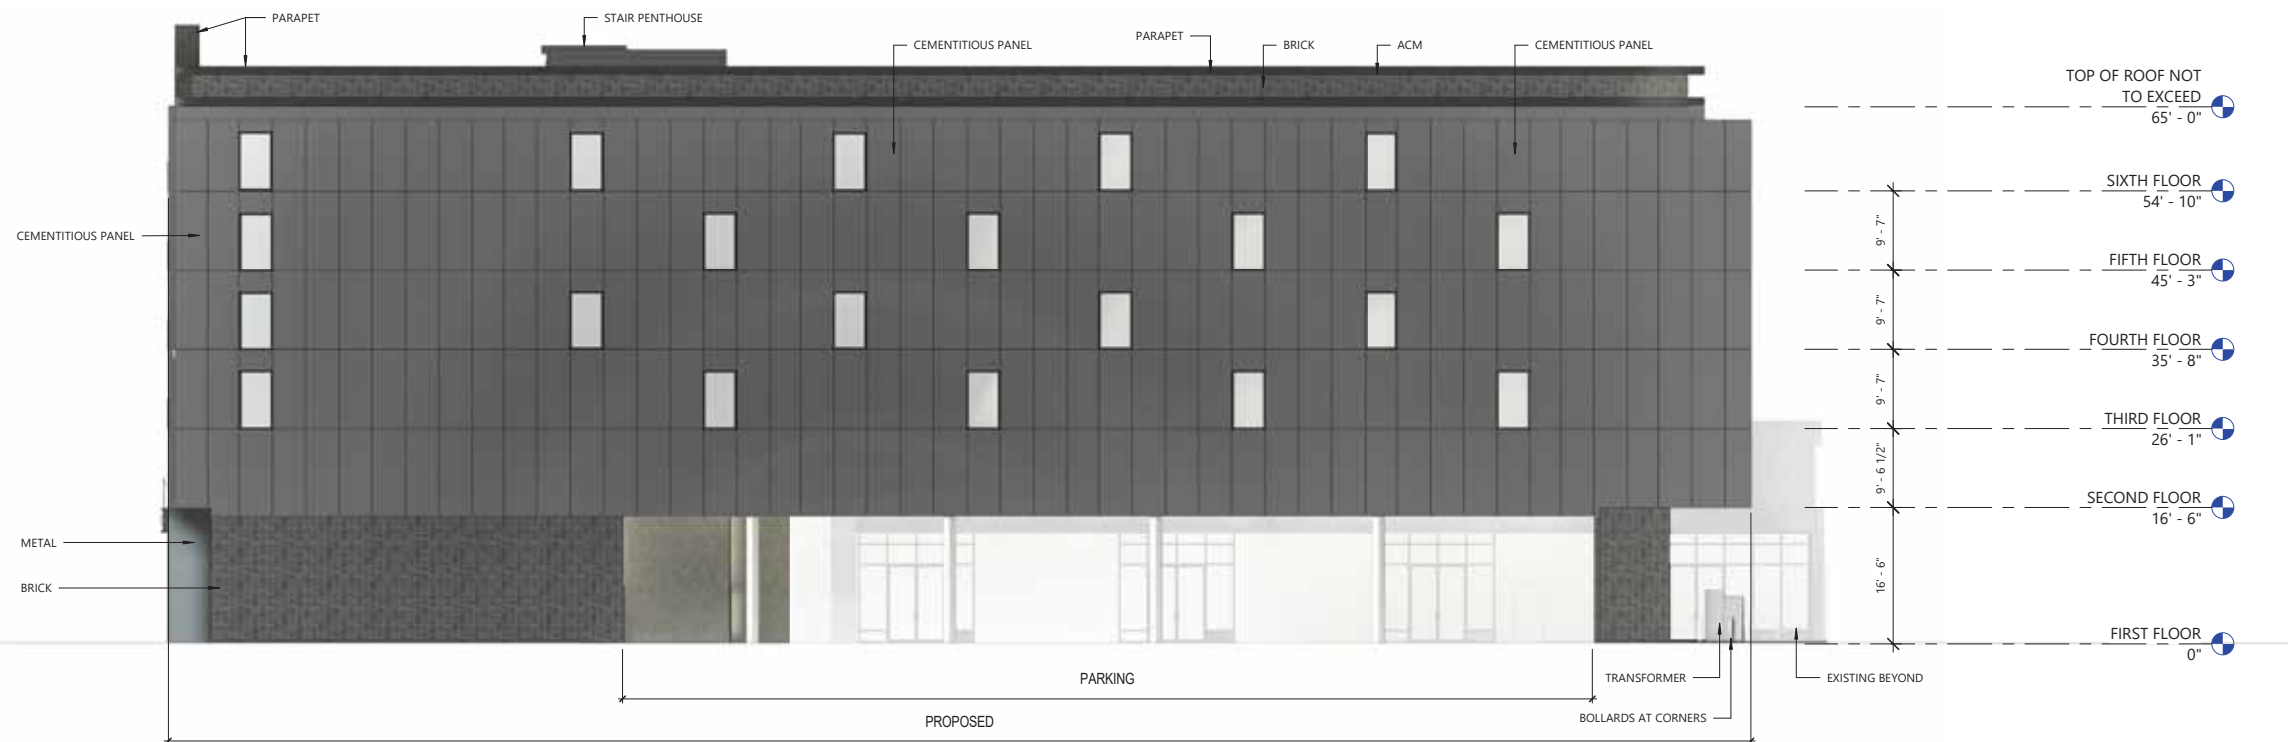 PARAPET
STAIR PENTHOUSE
CEMENTITIOUS PANEL
PARAPET
BRICK
ACM
CEMENTITIOUS PANEL
TOP OF ROOF NOT
TO EXCEED
65' - 0"
SIXTH FLOOR
54' - 10"
9' - 7"
CEMENTITIOUS PANEL
FIFTH FLOOR
45' - 3"
9' - 7"
FOURTH FLOOR
35' - 8"
9' - 7"
THIRD FLOOR
26' - 1"
9' - 6 1/2"
SECOND FLOOR
16' - 6"
METAL
BRICK
16' - 6"
FIRST FLOOR
0"
PARKING
TRANSFORMER
EXISTING BEYOND
BOLLARDS AT CORNERS
PROPOSED